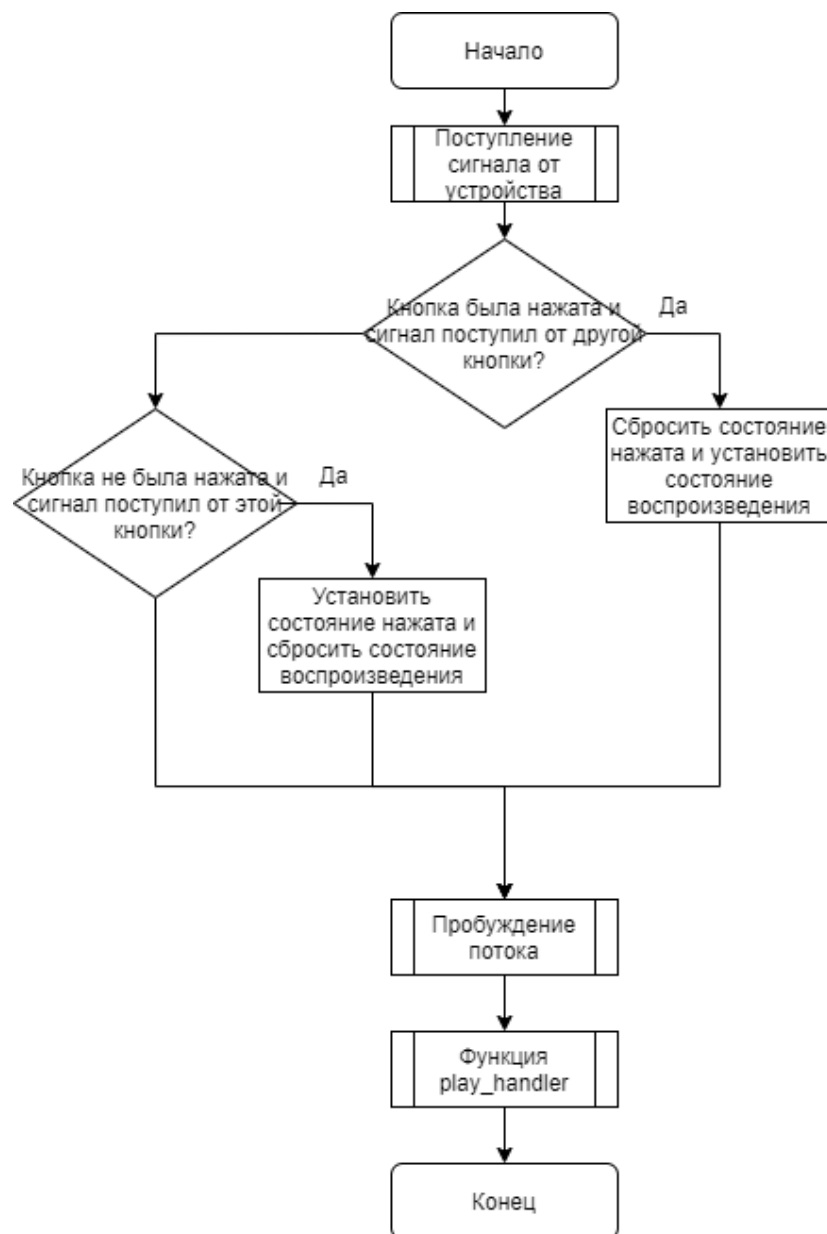 Начало
Поступление
сигнала от
устройства
Кнопка была нажата и
сигнал поступил от другой
кнопки?
Да
Сбросить состояние
нажата и установить
состояние
воспроизведения
Кнопка не была нажата и
сигнал поступил от этой
кнопки?
Да
Установить
состояние нажата и
сбросить состояние
воспроизведения
Пробуждение
потока
Функция
play_handler
Конец